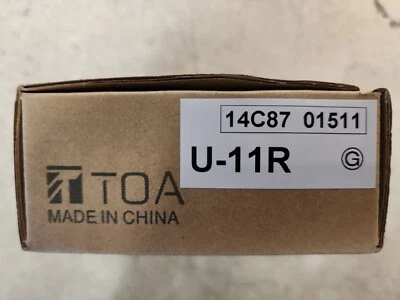 14C87 01511
U-11R G
TOA
MADE IN CHINA